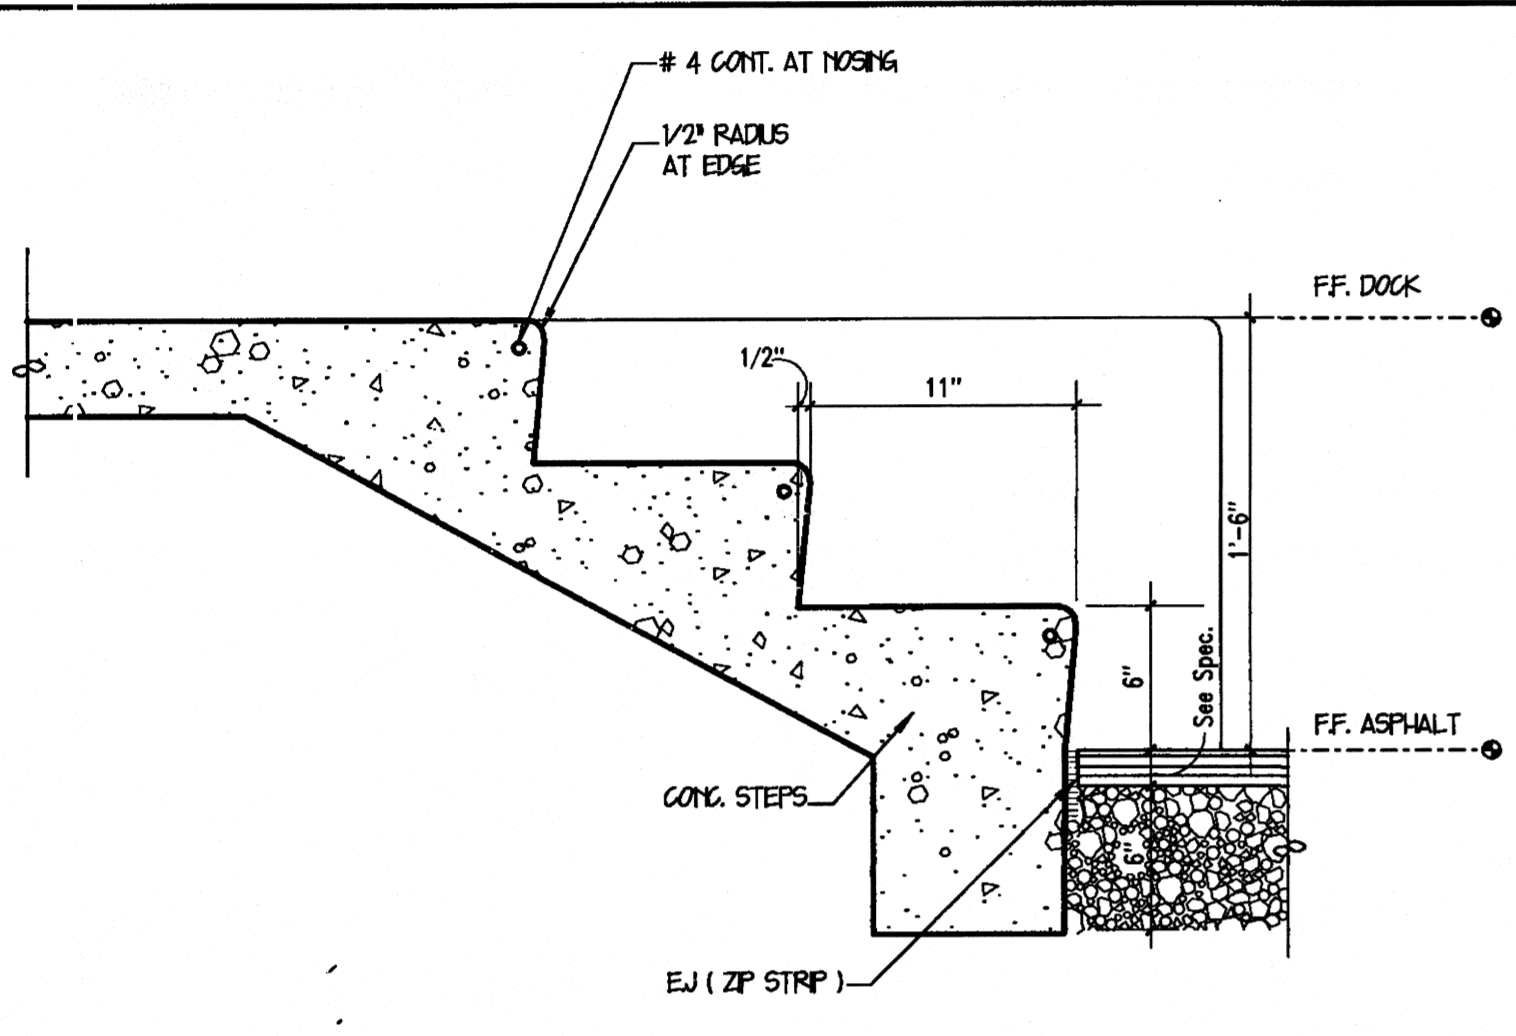 # 4 CONT. AT NOSING
1/2" RADIUS
AT EDGE
F.F. DOCK
1/2"
11"
1'-6"
6"
See Spec.
F.F. ASPHALT
CONC. STEPS
6"
EJ ( ZIP STRIP )